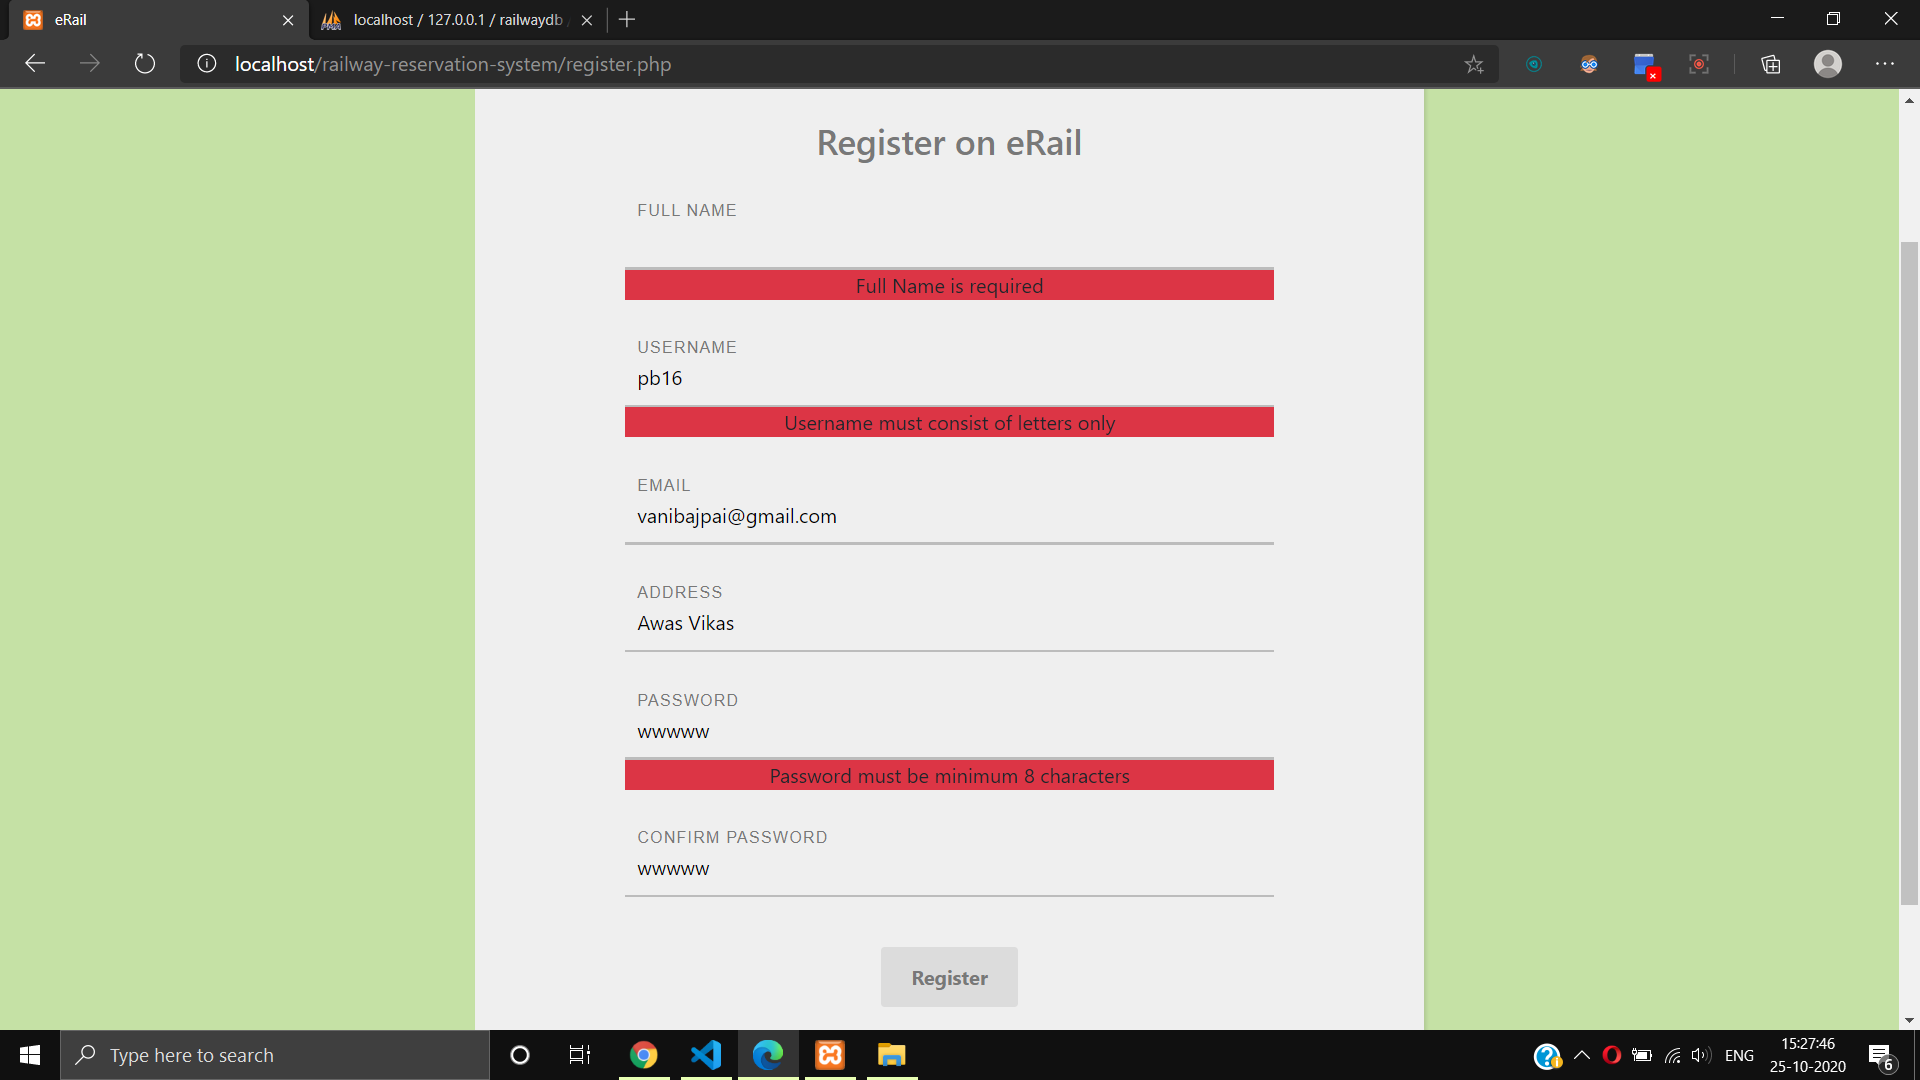 eRail
localhost / 127.0.0.1 / railwaydb
localhost/railway-reservation-system/register.php
Register on eRail
FULL NAME
Full Name is required
USERNAME
pb16
Username must consist of letters only
EMAIL
vanibajpai@gmail.com
ADDRESS
Awas Vikas
PASSWORD
wwwww
Password must be minimum 8 characters
CONFIRM PASSWORD
wwwww
Register
Type here to search
ENG
15:27:46
25-10-2020
6